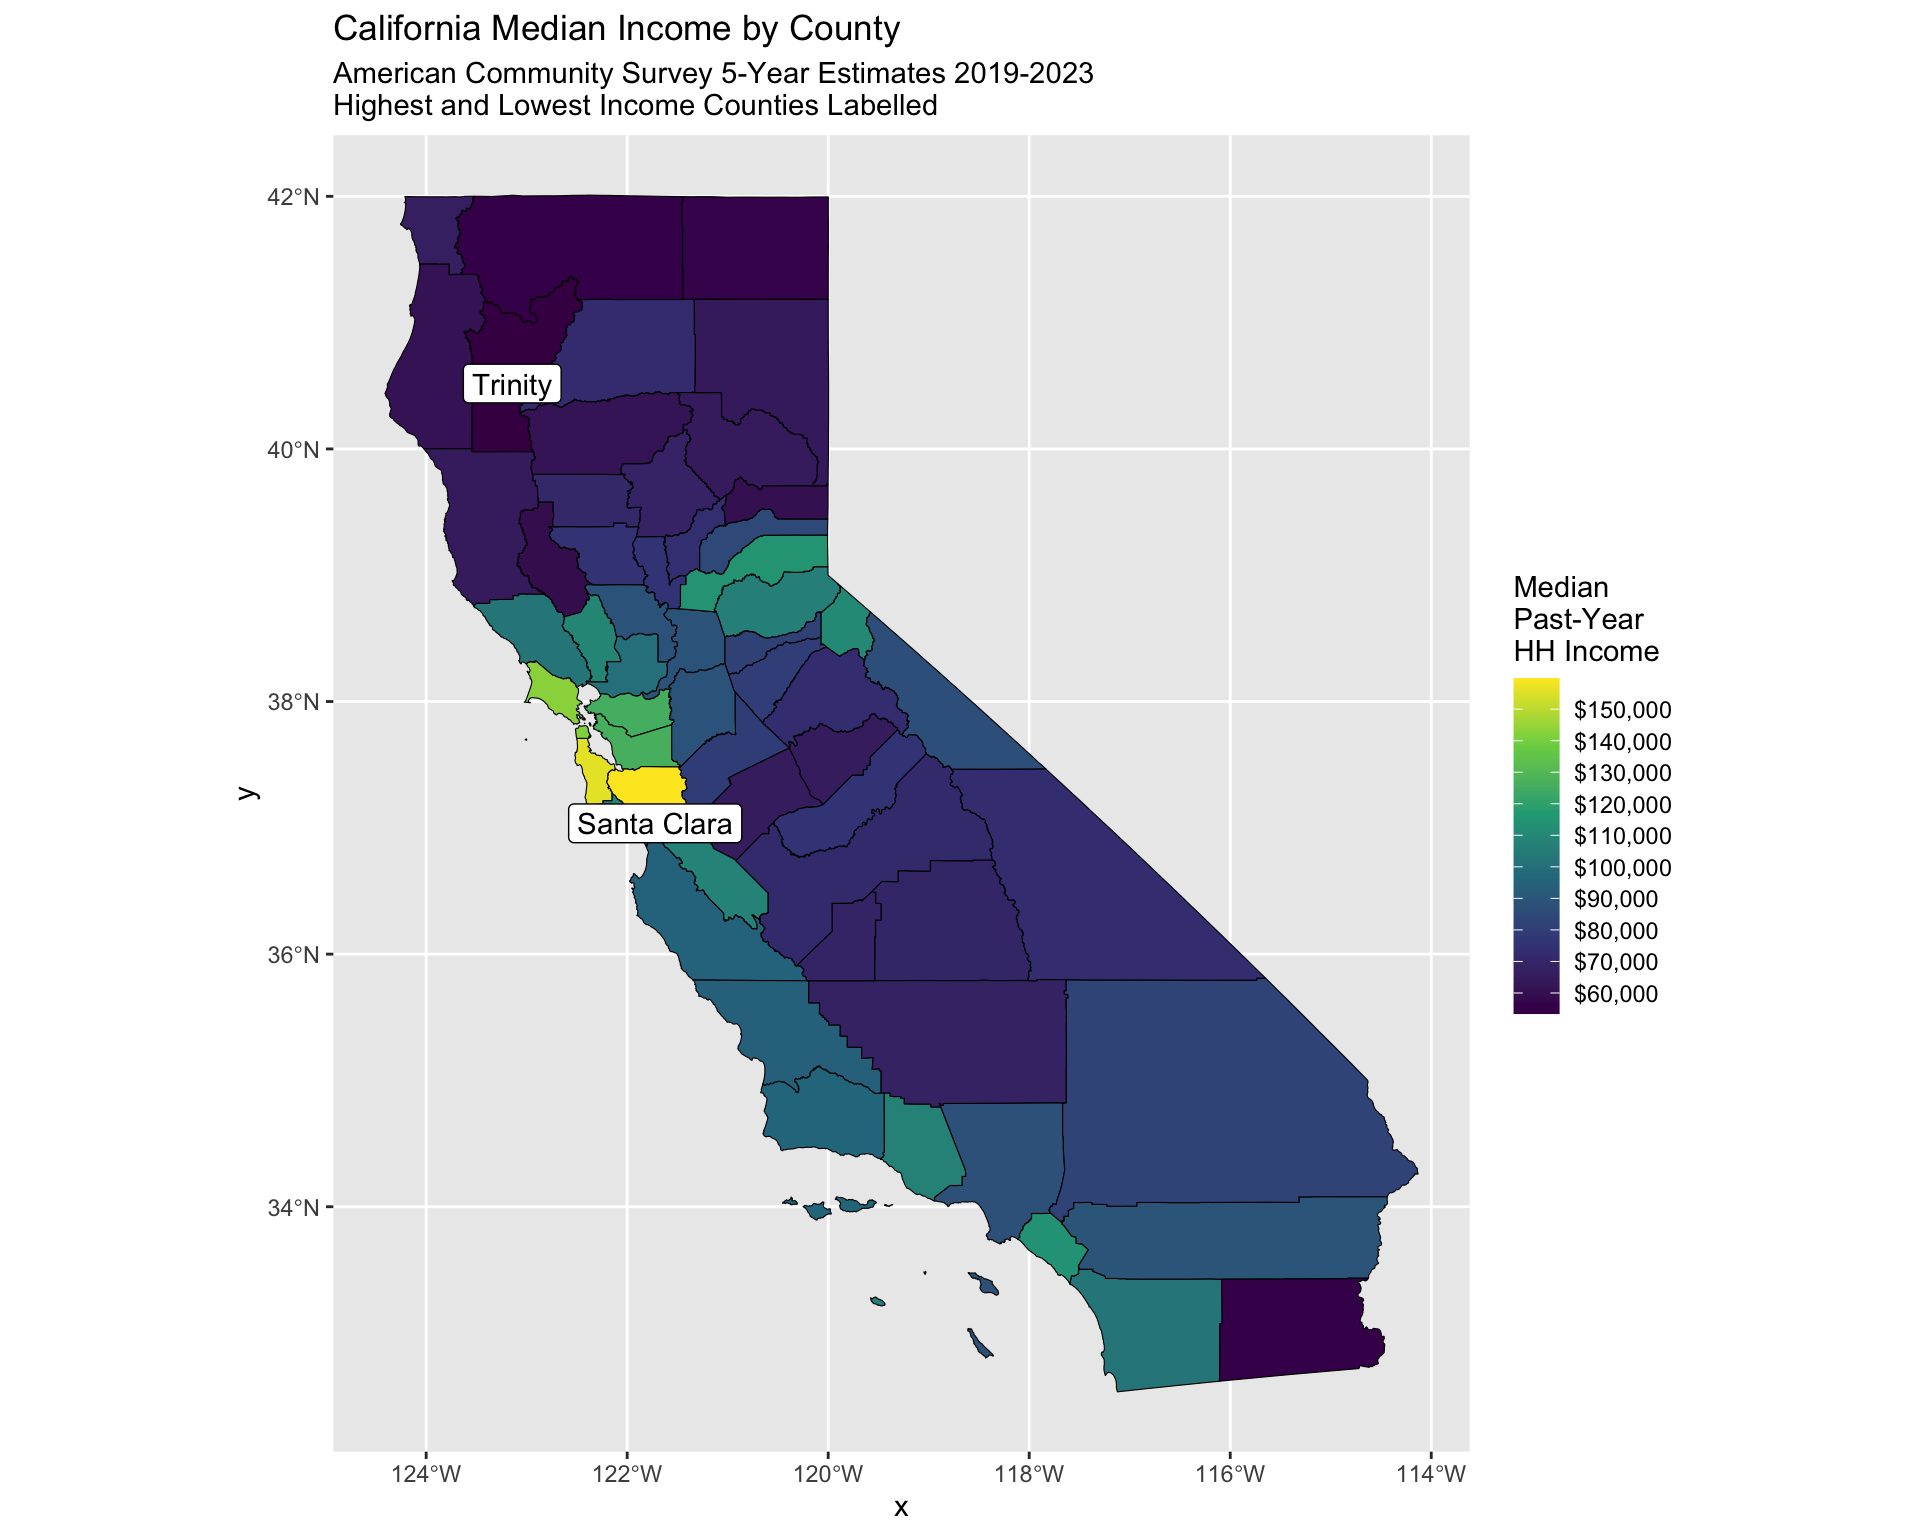 California Median Income by County
American Community Survey 5-Year Estimates 2019-2023
Highest and Lowest Income Counties Labelled
42°N
40°N
38°N
36°N
34°N
y
Trinity
Santa Clara
124°W
122°W
120°W
118°W
116°W
114°W
x
Median
Past-Year
HH Income
$150,000
$140,000
$130,000
$120,000
$110,000
$100,000
$90,000
$80,000
$70,000
$60,000